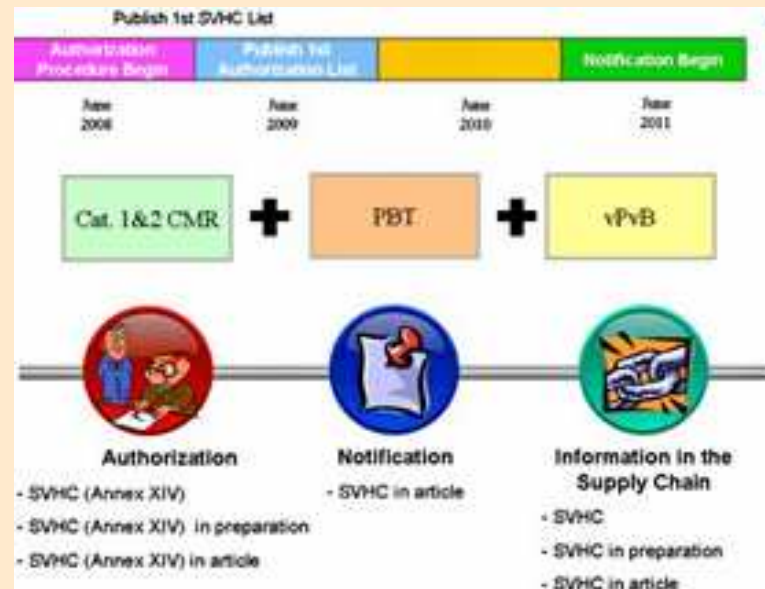 Publish 1st SVHC List
Authorization
Procedure Begin
Publish 1st
Authorization List
Notification Begin
June
2008
June
2009
June
2010
June
2011
Cat. 1&2 CMR
PBT
vPvB
Authorization
- SVHC (Annex XIV)
- SVHC (Annex XIV) in preparation
- SVHC (Annex XIV) in article
Notification
- SVHC in article
Information in the
Supply Chain
- SVHC
- SVHC in preparation
- SVHC in article